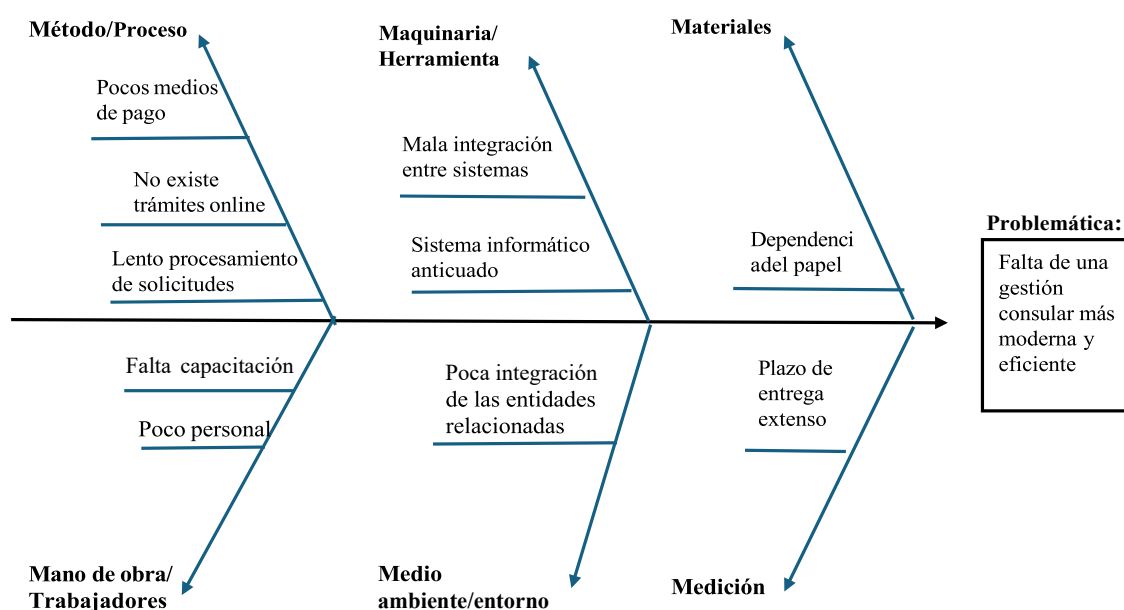 Método/Proceso
Pocos medios
de pago
No existe
trámites online
Lento procesamiento
de solicitudes
Maquinaria/
Herramienta
Mala integración
entre sistemas
Sistema informático
anticuado
Materiales
Dependenci
adel papel
Problemática:
Falta de una
gestión
consular más
moderna y
eficiente
Falta capacitación
Poco personal
Mano de obra/
Trabajadores
Poca integración
de las entidades
relacionadas
Medio
ambiente/entorno
Plazo de
entrega
extenso
Medición